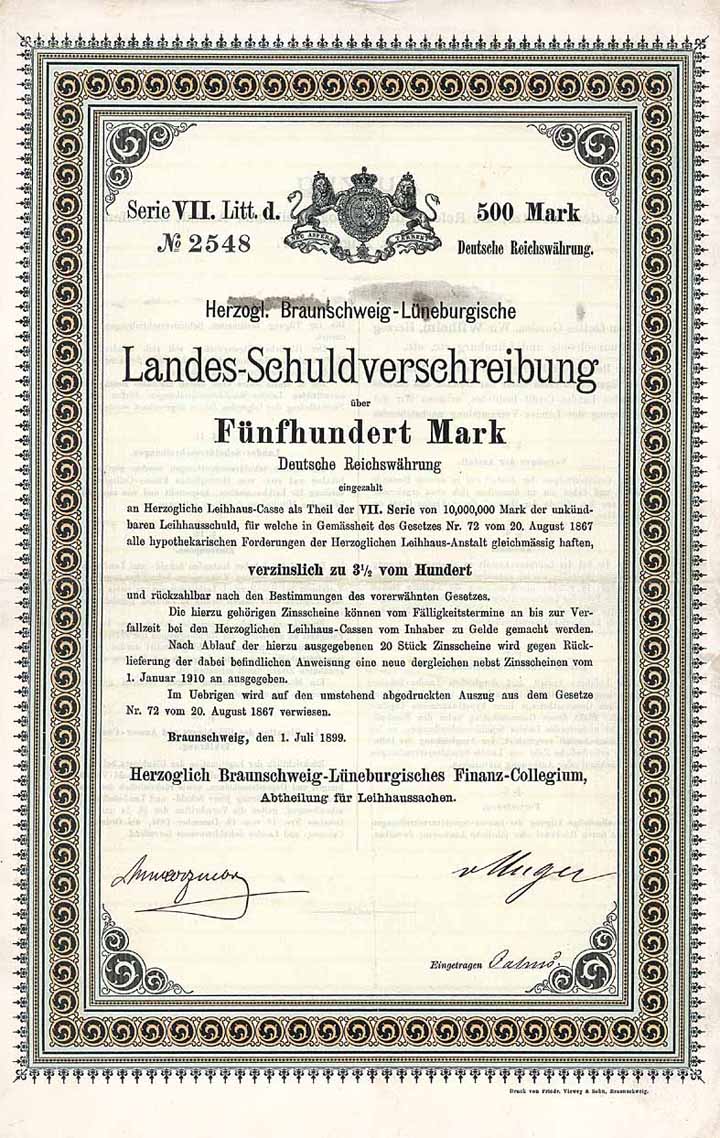 Serie VII. Litt. d.
500 Mark
№ 2548
Deutsche Reichswährung.
NEC ASPERA TERRENT
Herzogl. Braunschweig-Lüneburgische
Landes-Schuldverschreibung
über
Fünfhundert Mark
Deutsche Reichswährung
eingezahlt
an Herzogliche Leihhaus-Casse als Theil der VII. Serie von 10,000,000 Mark der unkünd-
baren Leihhausschuld, für welche in Gemässheit des Gesetzes Nr. 72 vom 20. August 1867
alle hypothekarischen Forderungen der Herzoglichen Leihhaus-Anstalt gleichmässig haften,
verzinslich zu 3½ vom Hundert
und rückzahlbar nach den Bestimmungen des vorerwähnten Gesetzes.
Die hierzu gehörigen Zinsscheine können vom Fälligkeitstermine an bis zur Ver-
fallzeit bei den Herzoglichen Leihhaus-Cassen vom Inhaber zu Gelde gemacht werden.
Nach Ablauf der hierzu ausgegebenen 20 Stück Zinsscheine wird gegen Rück-
lieferung der dabei befindlichen Anweisung eine neue dergleichen nebst Zinsscheinen vom
1. Januar 1910 an ausgegeben.
Im Uebrigen wird auf den umstehend abgedruckten Auszug aus dem Gesetze
Nr. 72 vom 20. August 1867 verwiesen.
Braunschweig, den 1. Juli 1899.
Herzoglich Braunschweig-Lüneburgisches Finanz-Collegium,
Abtheilung für Leihhaussachen.
Eingetragen
Druck von Friedr. Vieweg & Sohn, Braunschweig.